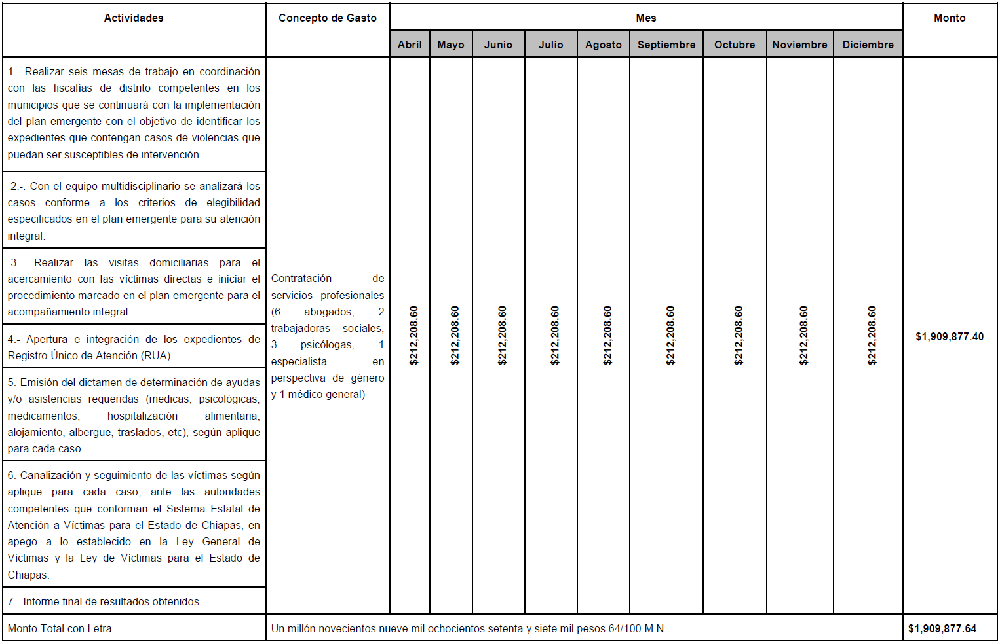 Actividades
Concepto de Gasto
Mes
Monto
Abril
Mayo
Junio
Julio
Agosto
Septiembre
Octubre
Noviembre
Diciembre
1.- Realizar seis mesas de trabajo en coordinación
con las fiscalías de distrito competentes en los
municipios que se continuará con la implementación
del plan emergente con el objetivo de identificar los
expedientes que contengan casos de violencias que
puedan ser susceptibles de intervención.
2.-. Con el equipo multidisciplinario se analizará los
casos conforme a los criterios de elegibilidad
especificados en el plan emergente para su atención
integral.
3.- Realizar las visitas domiciliarias para el
acercamiento con las víctimas directas e iniciar el
procedimiento marcado en el plan emergente para el
acompañamiento integral.
4.- Apertura e integración de los expedientes de
Registro Único de Atención (RUA)
5.-Emisión del dictamen de determinación de ayudas
y/o asistencias requeridas (medicas, psicológicas,
medicamentos, hospitalización alimentaria,
alojamiento, albergue, traslados, etc), según aplique
para cada caso.
6. Canalización y seguimiento de las víctimas según
aplique para cada caso, ante las autoridades
competentes que conforman el Sistema Estatal de
Atención a Víctimas para el Estado de Chiapas, en
apego a lo establecido en la Ley General de
Víctimas y la Ley de Víctimas para el Estado de
Chiapas.
7.- Informe final de resultados obtenidos.
Contratación de
servicios profesionales
(6 abogados, 2
trabajadoras sociales,
3 psicólogas, 1
especialista en
perspectiva de género
y 1 médico general)
$212,208.60
$212,208.60
$212,208.60
$212,208.60
$212,208.60
$212,208.60
$212,208.60
$212,208.60
$212,208.60
$1,909,877.40
Monto Total con Letra
Un millón novecientos nueve mil ochocientos setenta y siete mil pesos 64/100 M.N.
$1,909,877.64